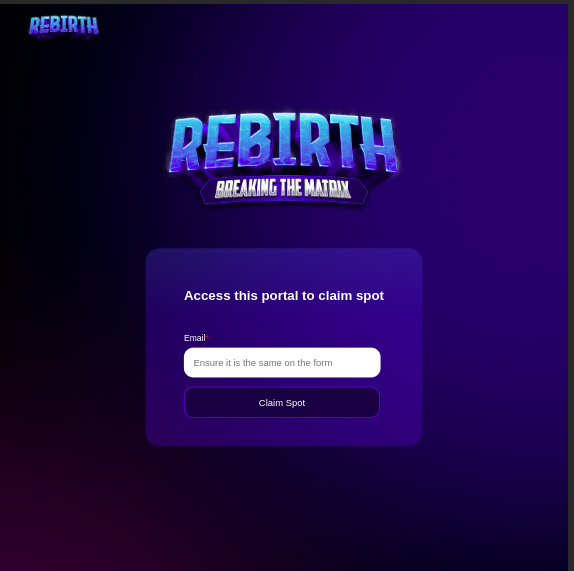 REBIRTH
REBIRTH
BREAKING THE MATRIX
Access this portal to claim spot
Email*
Ensure it is the same on the form
Claim Spot